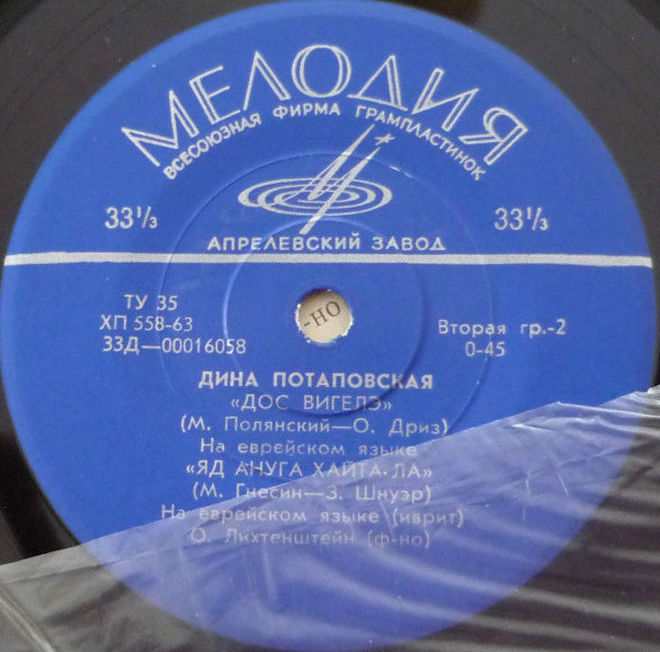 МЕЛОДИЯ
ВСЕСОЮЗНАЯ ФИРМА ГРАМПЛАСТИНОК
33⅓ 33⅓
АПРЕЛЕВСКИЙ ЗАВОД
ТУ 35
ХП 558-63
33Д—00016058
-но
Вторая гр.-2
0-45
ДИНА ПОТАПОВСКАЯ
«ДОС ВИГЕЛЭ»
(М. Полянский—О. Дриз)
На еврейском языке
«ЯД АНУГА ХАЙТА-ЛА»
(М. Гнесин—З. Шнуэр)
На еврейском языке (иврит)
О. Лихтенштейн (ф-но)